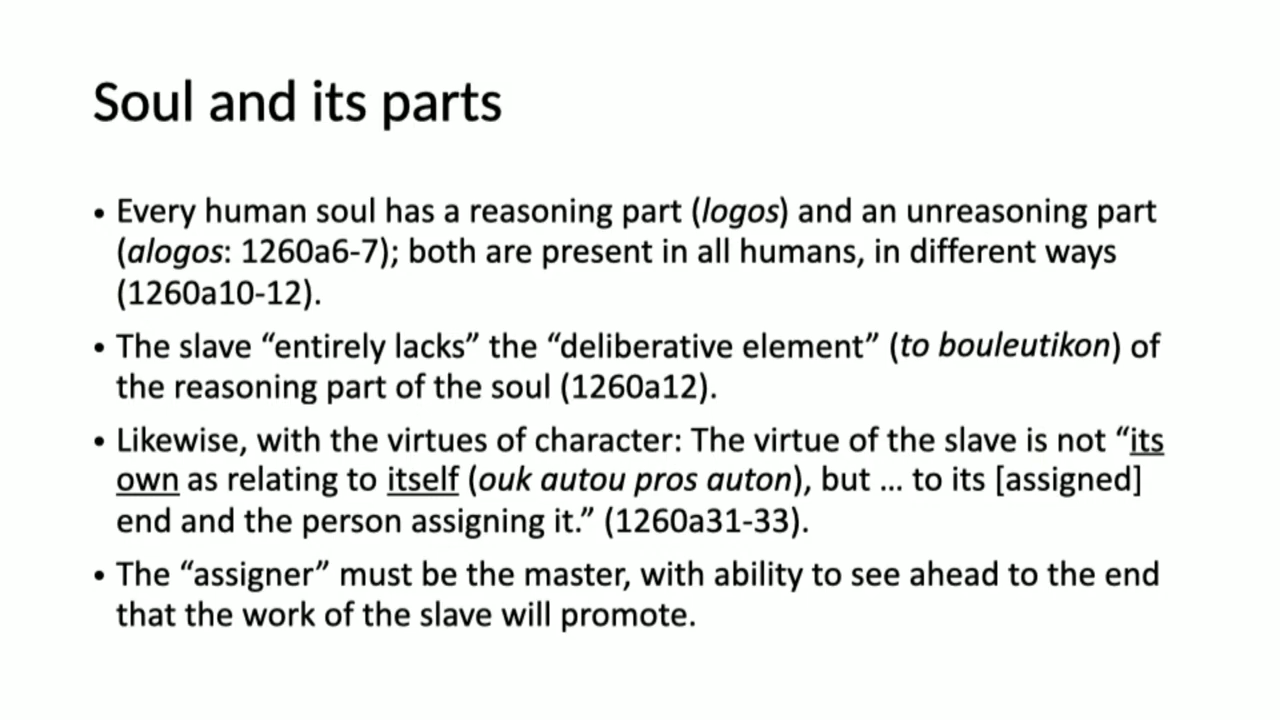 Soul and its parts
• Every human soul has a reasoning part (logos) and an unreasoning part
(alogos: 1260a6-7); both are present in all humans, in different ways
(1260a10-12).
• The slave “entirely lacks” the “deliberative element” (to bouleutikon) of
the reasoning part of the soul (1260a12).
• Likewise, with the virtues of character: The virtue of the slave is not “its
own as relating to itself (ouk autou pros auton), but … to its [assigned]
end and the person assigning it.” (1260a31-33).
• The “assigner” must be the master, with ability to see ahead to the end
that the work of the slave will promote.